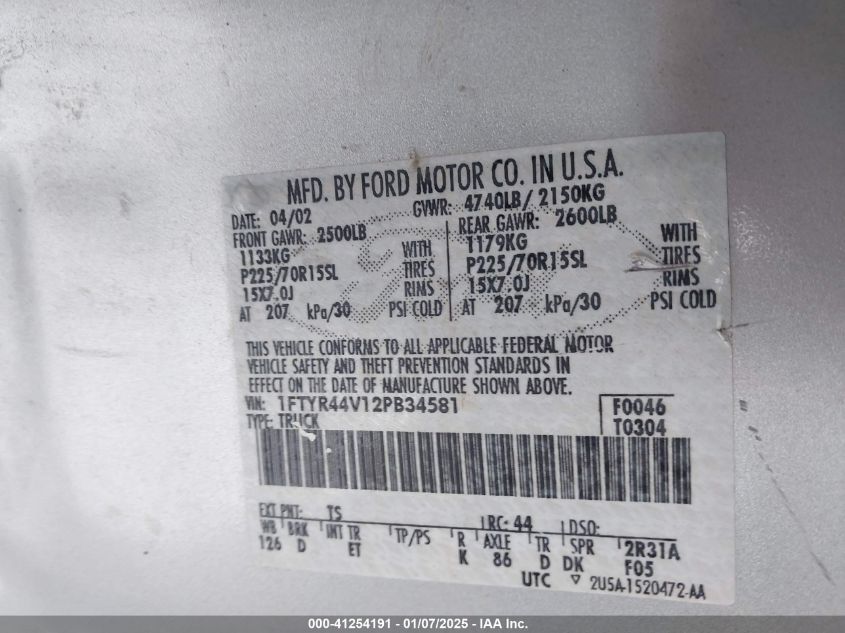 MFD. BY FORD MOTOR CO. IN U.S.A.
DATE: 04/02 GVWR: 4740LB/ 2150KG
FRONT GAWR: 2500LB REAR GAWR: 2600LB
1133KG WITH 1179KG WITH
P225/70R15SL TIRES P225/70R15SL TIRES
15X7.0J RIMS 15X7.0J RIMS
AT 207 kPa/30 PSI COLD AT 207 kPa/30 PSI COLD
THIS VEHICLE CONFORMS TO ALL APPLICABLE FEDERAL MOTOR
VEHICLE SAFETY AND THEFT PREVENTION STANDARDS IN
EFFECT ON THE DATE OF MANUFACTURE SHOWN ABOVE.
VIN: 1FTYR44V12PB34581 F0046
TYPE: TRUCK T0304
EXT PNT: TS RC: 44 DSO:
WB BRK INT TR TP/PS R AXLE TR SPR 2R31A
126 D ET K 86 D DK F05
UTC ▽ 2U5A-1520472-AA
000-41254191 - 01/07/2025 - IAA Inc.